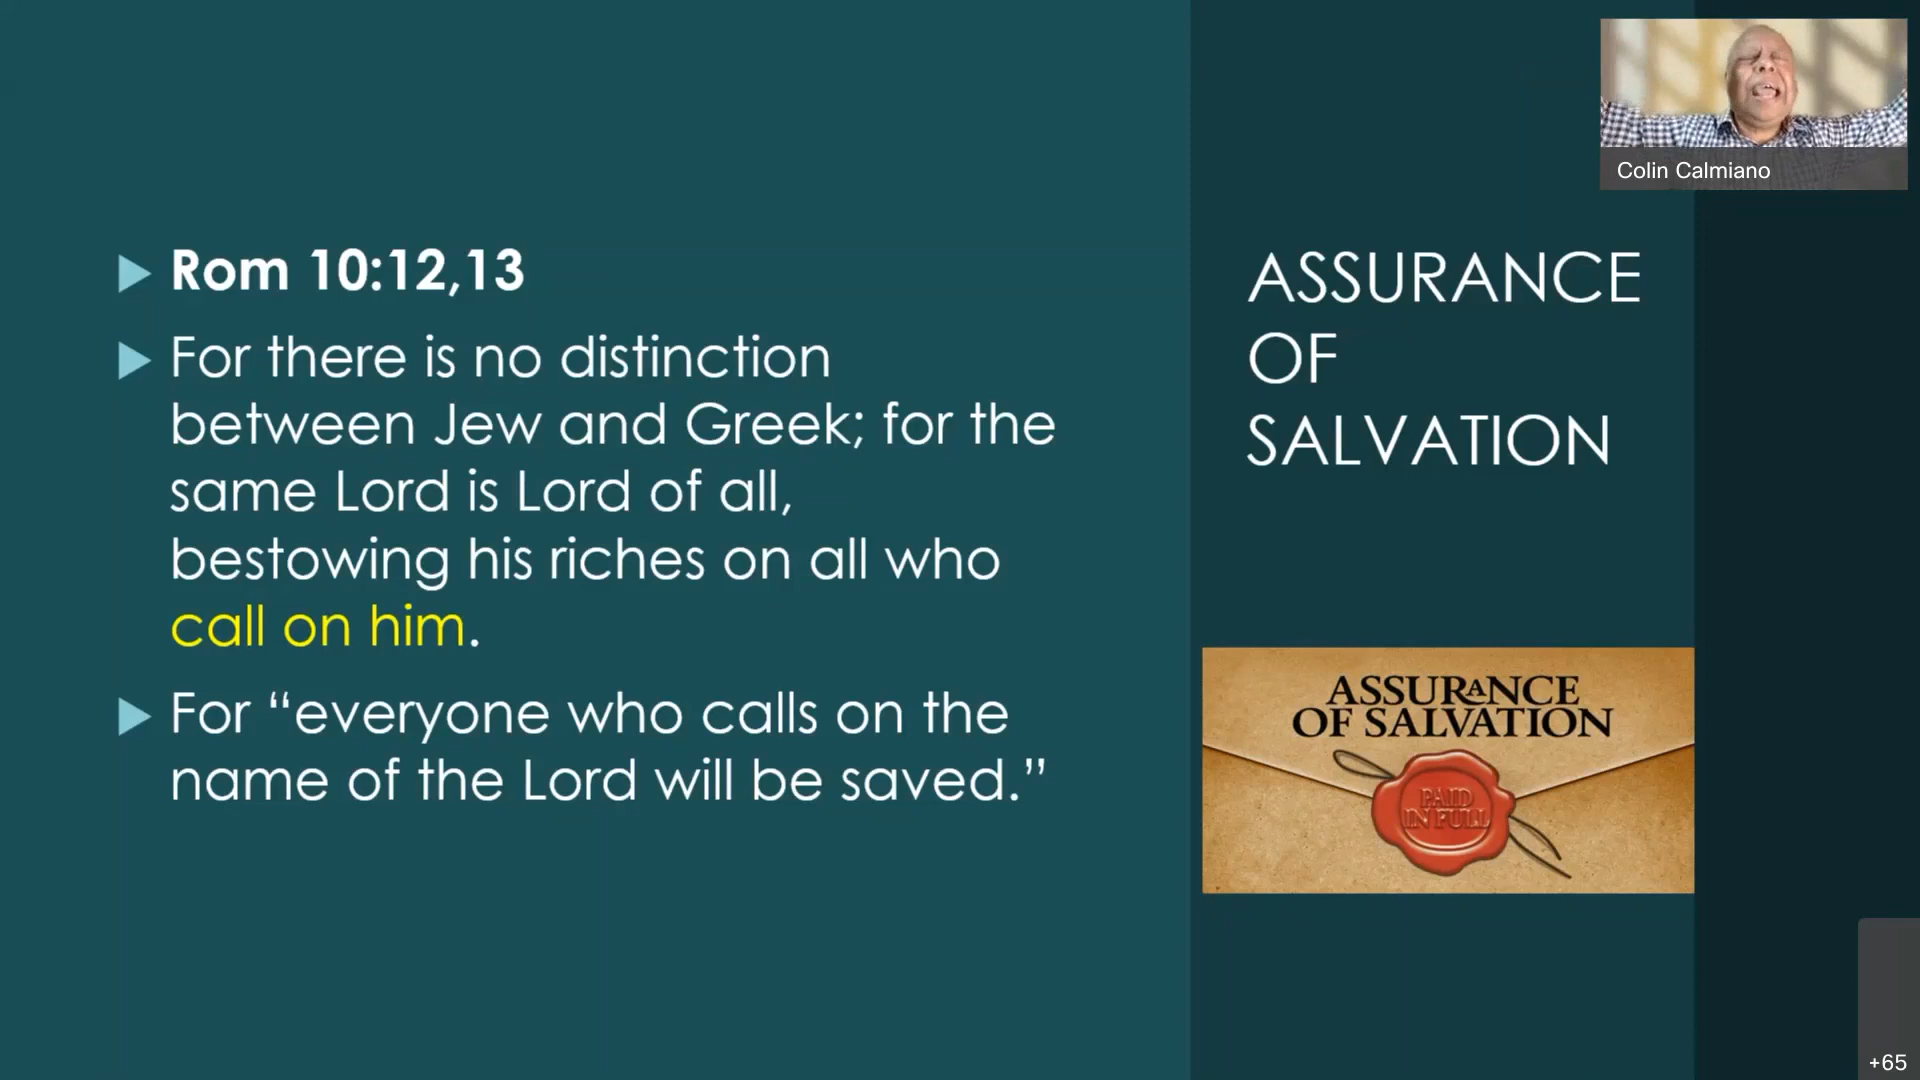 Colin Calmiano
Rom 10:12,13
For there is no distinction
between Jew and Greek; for the
same Lord is Lord of all,
bestowing his riches on all who
call on him.
For “everyone who calls on the
name of the Lord will be saved.”
ASSURANCE
OF
SALVATION
ASSURANCE
OF SALVATION
PAID
IN FULL
+65